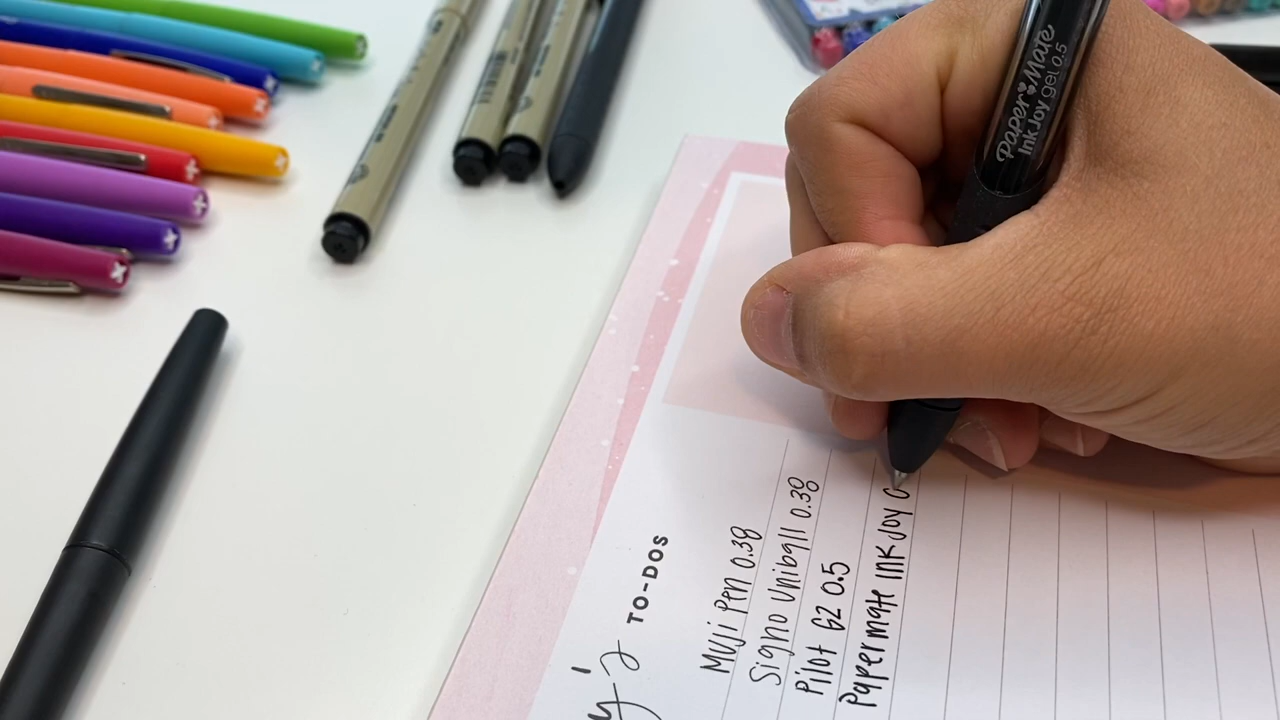 Paper Mate
InkJoy gel 0.5
y's
TO-DOS
Muji Pen 0.38
Signo Uniball 0.38
Pilot G2 0.5
Papermate InkJoy 0